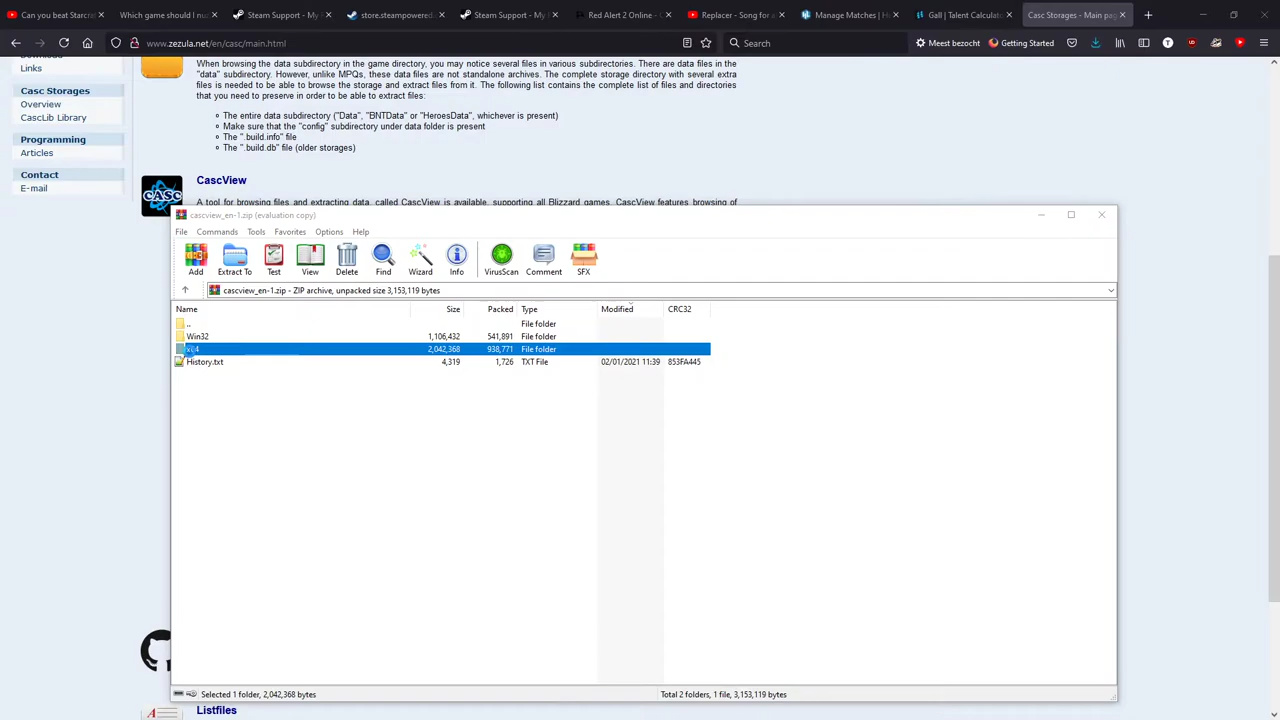 Can you beat Starcr
Which game should I nu
Steam Support - My
store.steampowered.
Steam Support - My
Red Alert 2 Online -
Replacer - Song for a
Manage Matches | H
Gall | Talent Calculato
Casc Storages - Main pa
www.zezula.net/en/casc/main.html
Search
Meest bezocht
Getting Started
Links
Casc Storages
Overview
CascLib Library
Programming
Articles
Contact
E-mail
When browsing the data subdirectory in the game directory, you may notice several files in various subdirectories. There are data files in the
"data" subdirectory. However, unlike MPQs, these data files are not standalone archives. The complete storage directory with several extra
files is needed to be able to browse the storage and extract files from it. The following list contains the complete list of files and directories
that you need to preserve in order to be able to extract files:
The entire data subdirectory ("Data", "BNTData" or "HeroesData", whichever is present)
Make sure that the "config" subdirectory under data folder is present
The ".build.info" file
The ".build.db" file (older storages)
CASC
CascView
A tool for browsing files and extracting data, called CascView is available, supporting all Blizzard games. CascView features browsing of
cascview_en-1.zip (evaluation copy)
File Commands Tools Favorites Options Help
Add Extract To Test View Delete Find Wizard Info VirusScan Comment SFX
cascview_en-1.zip - ZIP archive, unpacked size 3,153,119 bytes
Name Size Packed Type Modified CRC32
.. File folder
Win32 1,106,432 541,891 File folder
2,042,368 938,771 File folder
History.txt 4,319 1,726 TXT File 02/01/2021 11:39 853FA445
Selected 1 folder, 2,042,368 bytes
Total 2 folders, 1 file, 3,153,119 bytes
Listfiles